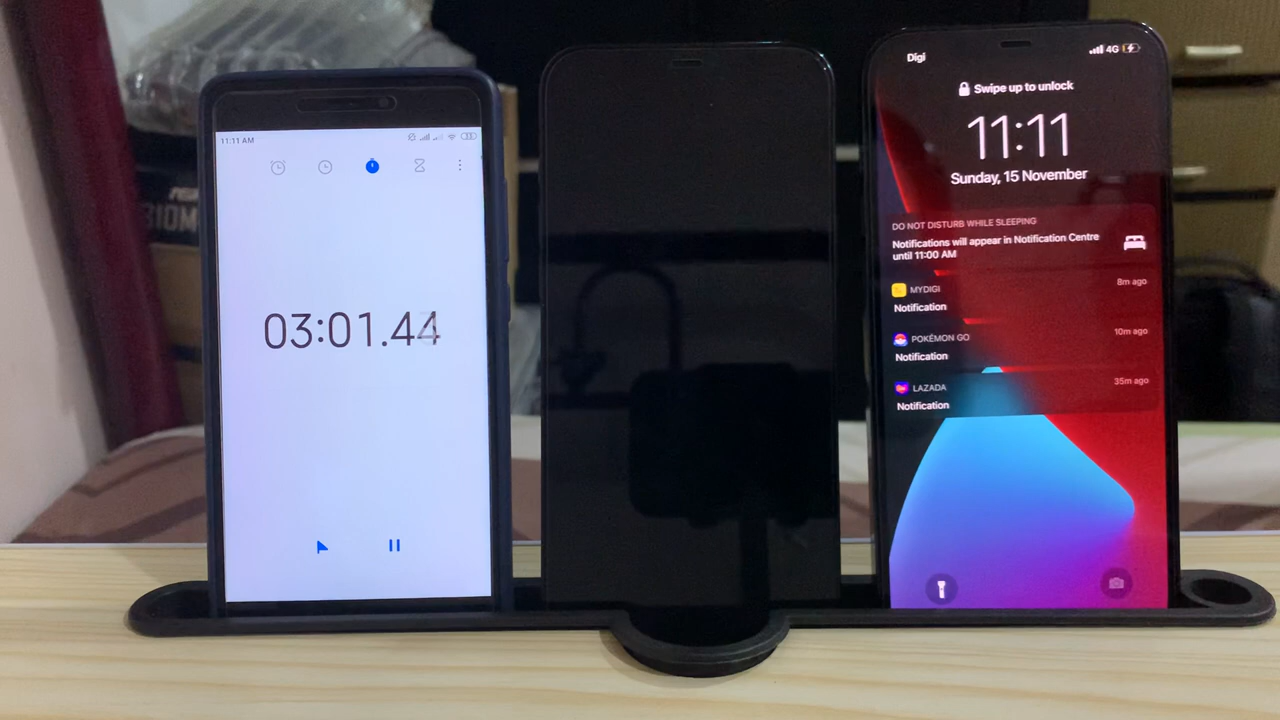 11:11 AM
03:01.44
Digi
4G
Swipe up to unlock
11:11
Sunday, 15 November
DO NOT DISTURB WHILE SLEEPING
Notifications will appear in Notification Centre
until 11:00 AM
MYDIGI
8m ago
Notification
POKÉMON GO
10m ago
Notification
LAZADA
35m ago
Notification